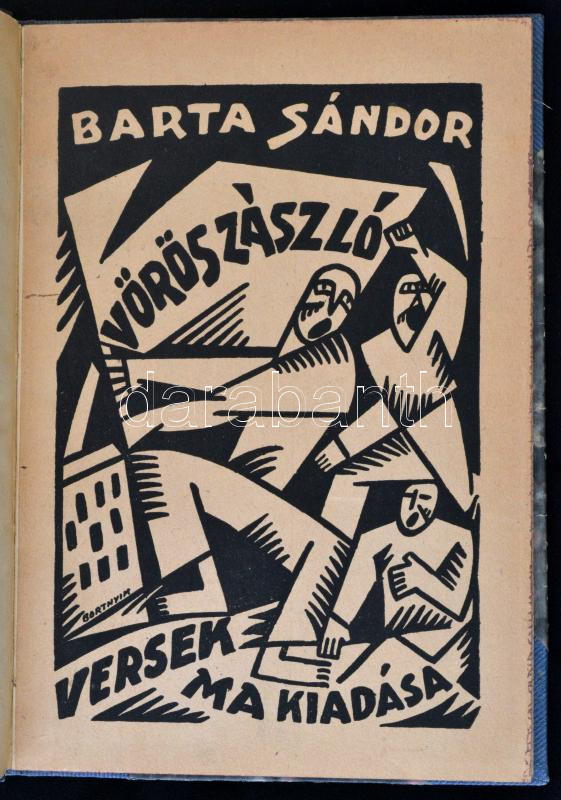 BARTA SÁNDOR
VÖRÖS ZÀSZLÓ
darabanth
BORTNYIK
VERSEK
MA KIADÁSA